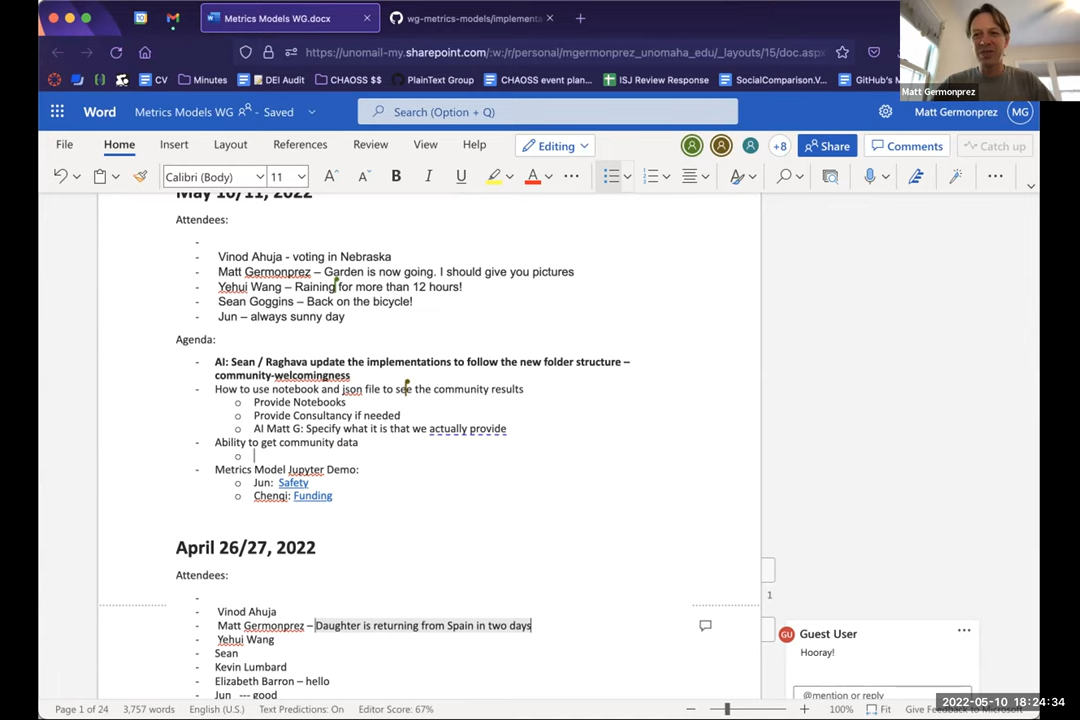 Metrics Models WG.docx
wg-metrics-models/implementa
https://unomail-my.sharepoint.com/:w:/r/personal/mgermonprez_unomaha_edu/_layouts/15/doc.aspx
CV
Minutes
DEI Audit
CHAOSS $$
PlainText Group
CHAOSS event plan...
ISJ Review Response
SocialComparison.V...
GitHub's M
Matt Germonprez
Word
Metrics Models WG
- Saved
Search (Option + Q)
Matt Germonprez
MG
File
Home
Insert
Layout
References
Review
View
Help
Editing
+8
Share
Comments
Catch up
Calibri (Body)
11
May 10/11, 2022
Attendees:
-
- Vinod Ahuja - voting in Nebraska
- Matt Germonprez – Garden is now going. I should give you pictures
- Yehui Wang – Raining for more than 12 hours!
- Sean Goggins – Back on the bicycle!
- Jun – always sunny day
Agenda:
- AI: Sean / Raghava update the implementations to follow the new folder structure –
community-welcomingness
- How to use notebook and json file to see the community results
o Provide Notebooks
o Provide Consultancy if needed
o AI Matt G: Specify what it is that we actually provide
- Ability to get community data
o
- Metrics Model Jupyter Demo:
o Jun: Safety
o Chenqi: Funding
April 26/27, 2022
Attendees:
-
- Vinod Ahuja
- Matt Germonprez – Daughter is returning from Spain in two days
- Yehui Wang
- Sean
- Kevin Lumbard
- Elizabeth Barron – hello
- Jun --- good
1
GU
Guest User
Hooray!
@mention or reply
Page 1 of 24
3,757 words
English (U.S.)
Text Predictions: On
Editor Score: 67%
100%
Fit
Give Feedback to Microsoft
2022-05-10 18:24:34